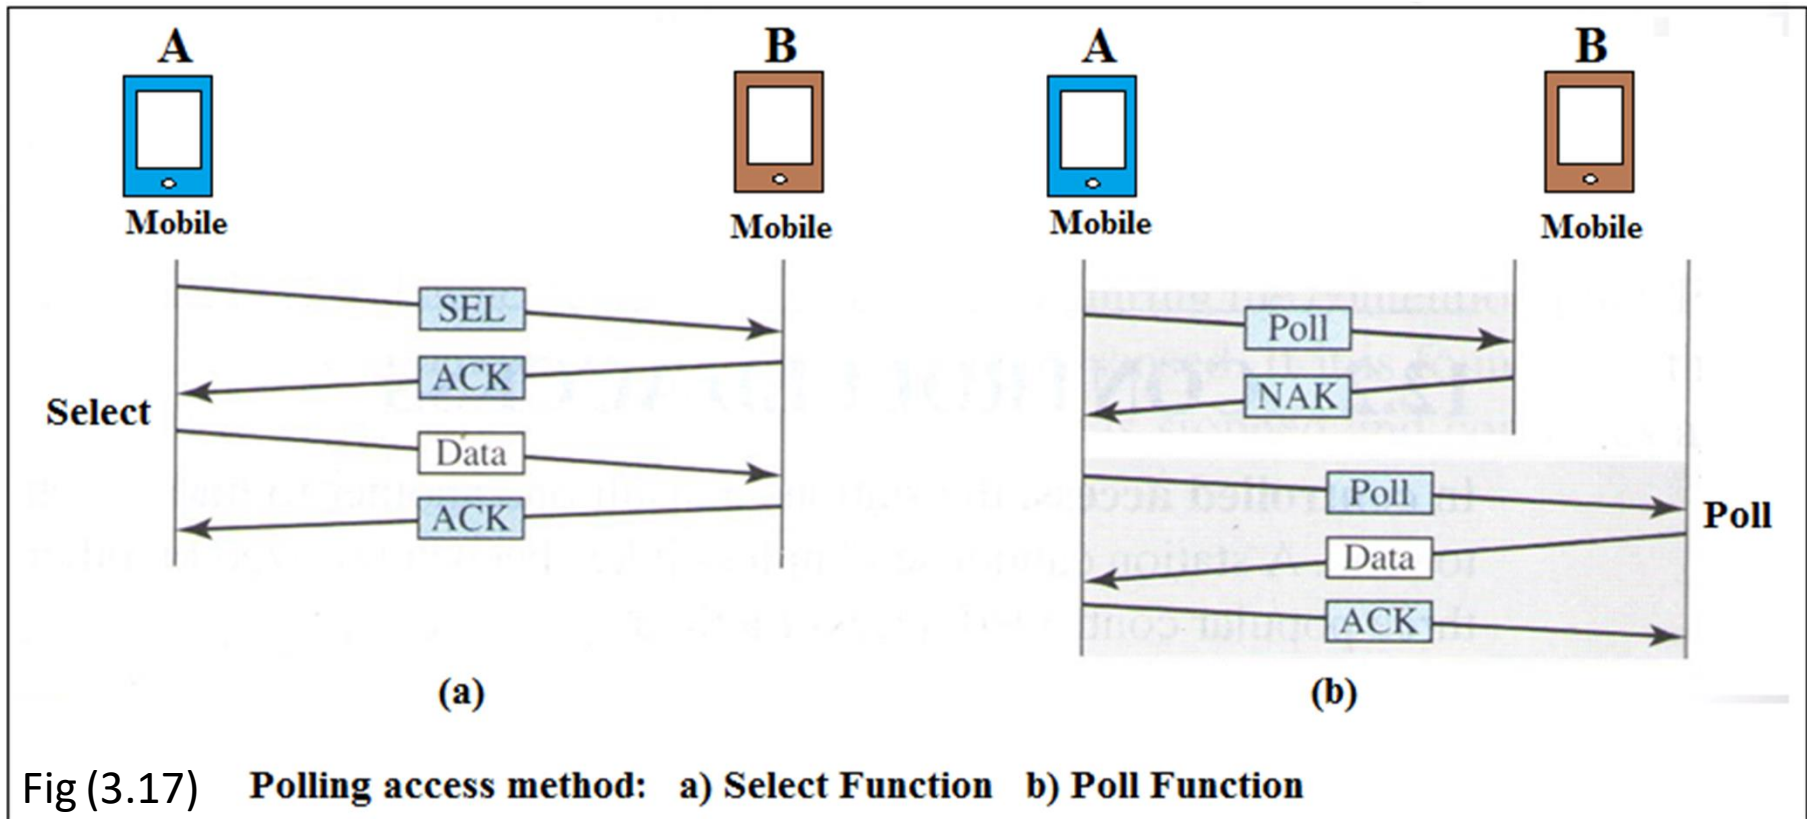 A
B
A
B
Mobile
Mobile
Mobile
Mobile
SEL
ACK
Select
Data
ACK
Poll
NAK
Poll
Poll
Data
ACK
(a)
(b)
Fig (3.17) Polling access method: a) Select Function b) Poll Function